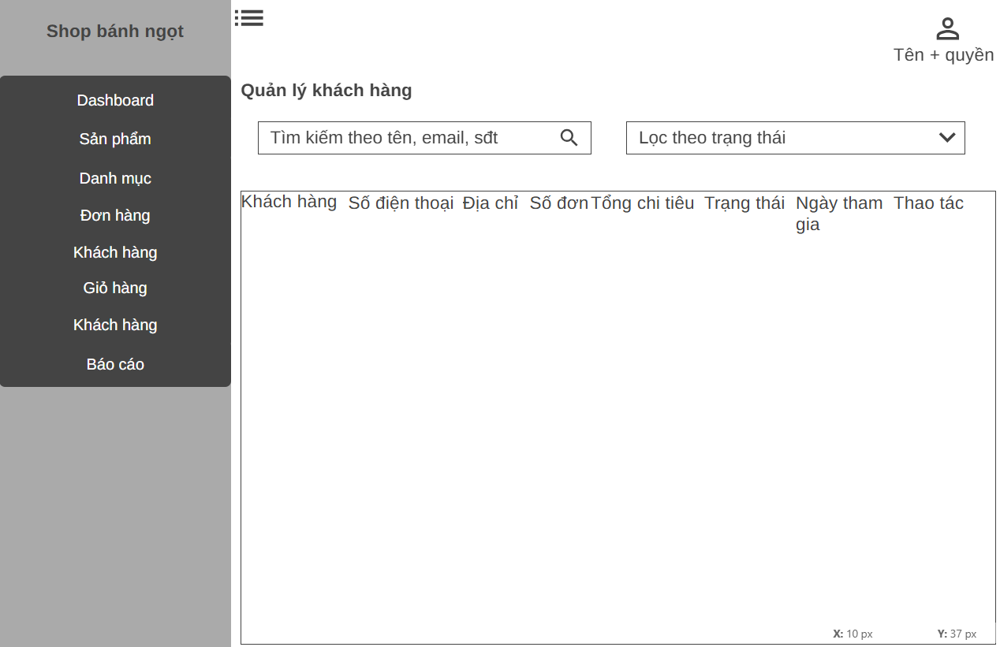 Shop bánh ngọt
Tên + quyền
Dashboard
Sản phẩm
Danh mục
Đơn hàng
Khách hàng
Giỏ hàng
Khách hàng
Báo cáo
Quản lý khách hàng
Tìm kiếm theo tên, email, sđt
Lọc theo trạng thái
Khách hàng Số điện thoại Địa chỉ Số đơn Tổng chi tiêu Trạng thái Ngày tham gia Thao tác
X: 10 px Y: 37 px